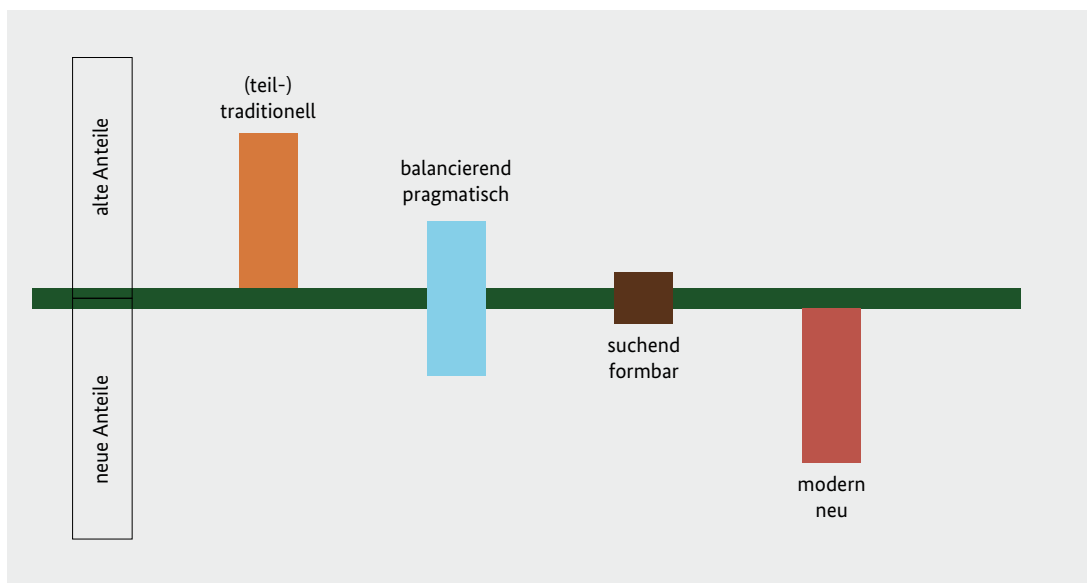 alte Anteile
neue Anteile
(teil-)
traditionell
balancierend
pragmatisch
suchend
formbar
modern
neu